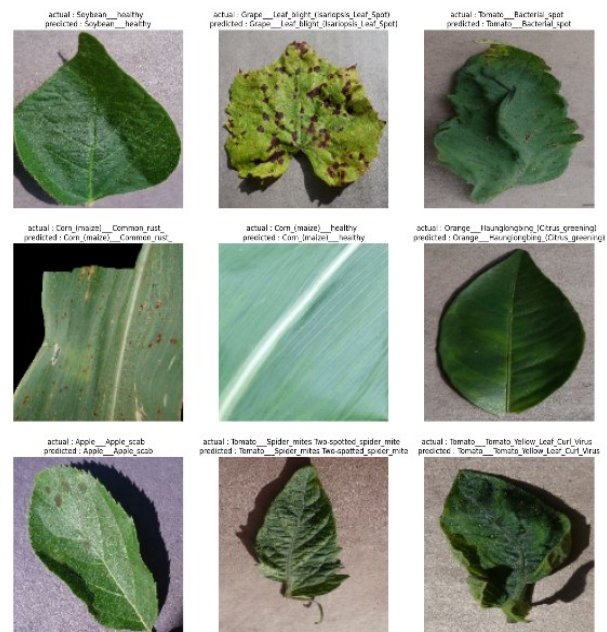 actual : Soybean___healthy
predicted : Soybean___healthy
actual : Grape___Leaf_blight_(Isariopsis_Leaf_Spot)
predicted : Grape___Leaf_blight_(Isariopsis_Leaf_Spot)
actual : Tomato___Bacterial_spot
predicted : Tomato___Bacterial_spot
actual : Corn_(maize)___Common_rust_
predicted : Corn_(maize)___Common_rust_
actual : Corn_(maize)___healthy
predicted : Corn_(maize)___healthy
actual : Orange___Haunglongbing_(Citrus_greening)
predicted : Orange___Haunglongbing_(Citrus_greening)
actual : Apple___Apple_scab
predicted : Apple___Apple_scab
actual : Tomato___Spider_mites Two-spotted_spider_mite
predicted : Tomato___Spider_mites Two-spotted_spider_mite
actual : Tomato___Tomato_Yellow_Leaf_Curl_Virus
predicted : Tomato___Tomato_Yellow_Leaf_Curl_Virus